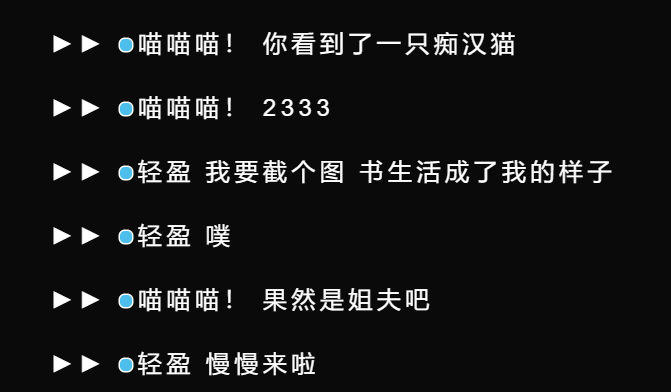 ▶▶ 喵喵喵! 你看到了一只痴汉猫
▶▶ 喵喵喵! 2333
▶▶ 轻盈 我要截个图 书生活成了我的样子
▶▶ 轻盈 噗
▶▶ 喵喵喵! 果然是姐夫吧
▶▶ 轻盈 慢慢来啦